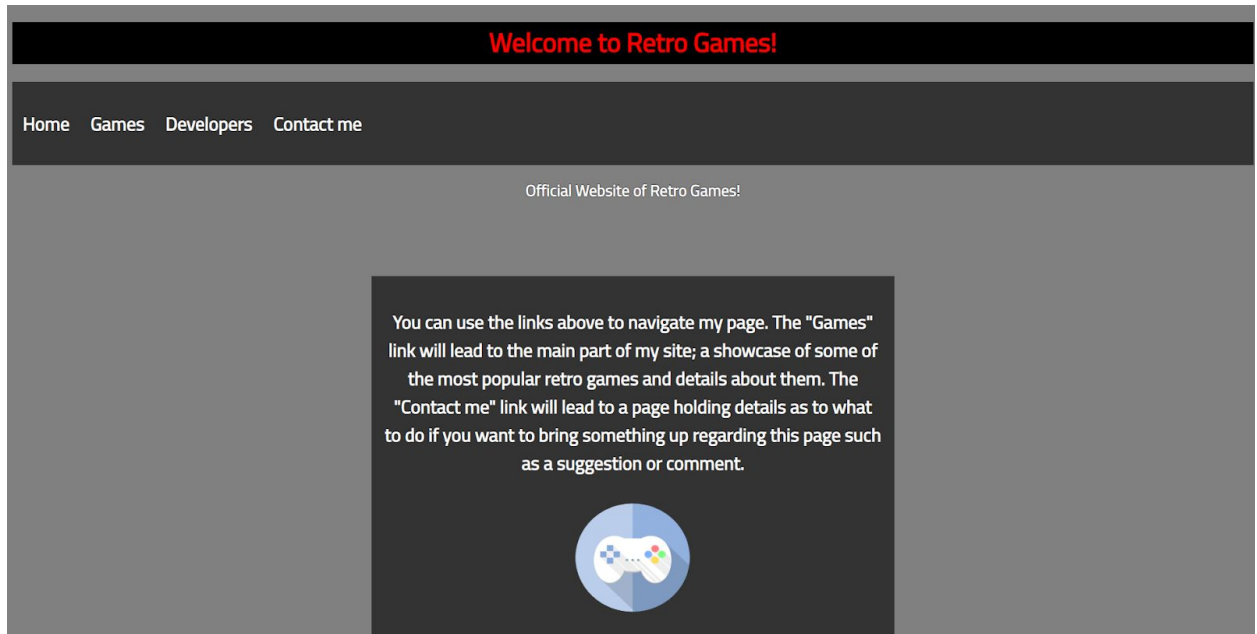 Welcome to Retro Games!
Home Games Developers Contact me
Official Website of Retro Games!
You can use the links above to navigate my page. The "Games"
link will lead to the main part of my site; a showcase of some of
the most popular retro games and details about them. The
"Contact me" link will lead to a page holding details as to what
to do if you want to bring something up regarding this page such
as a suggestion or comment.